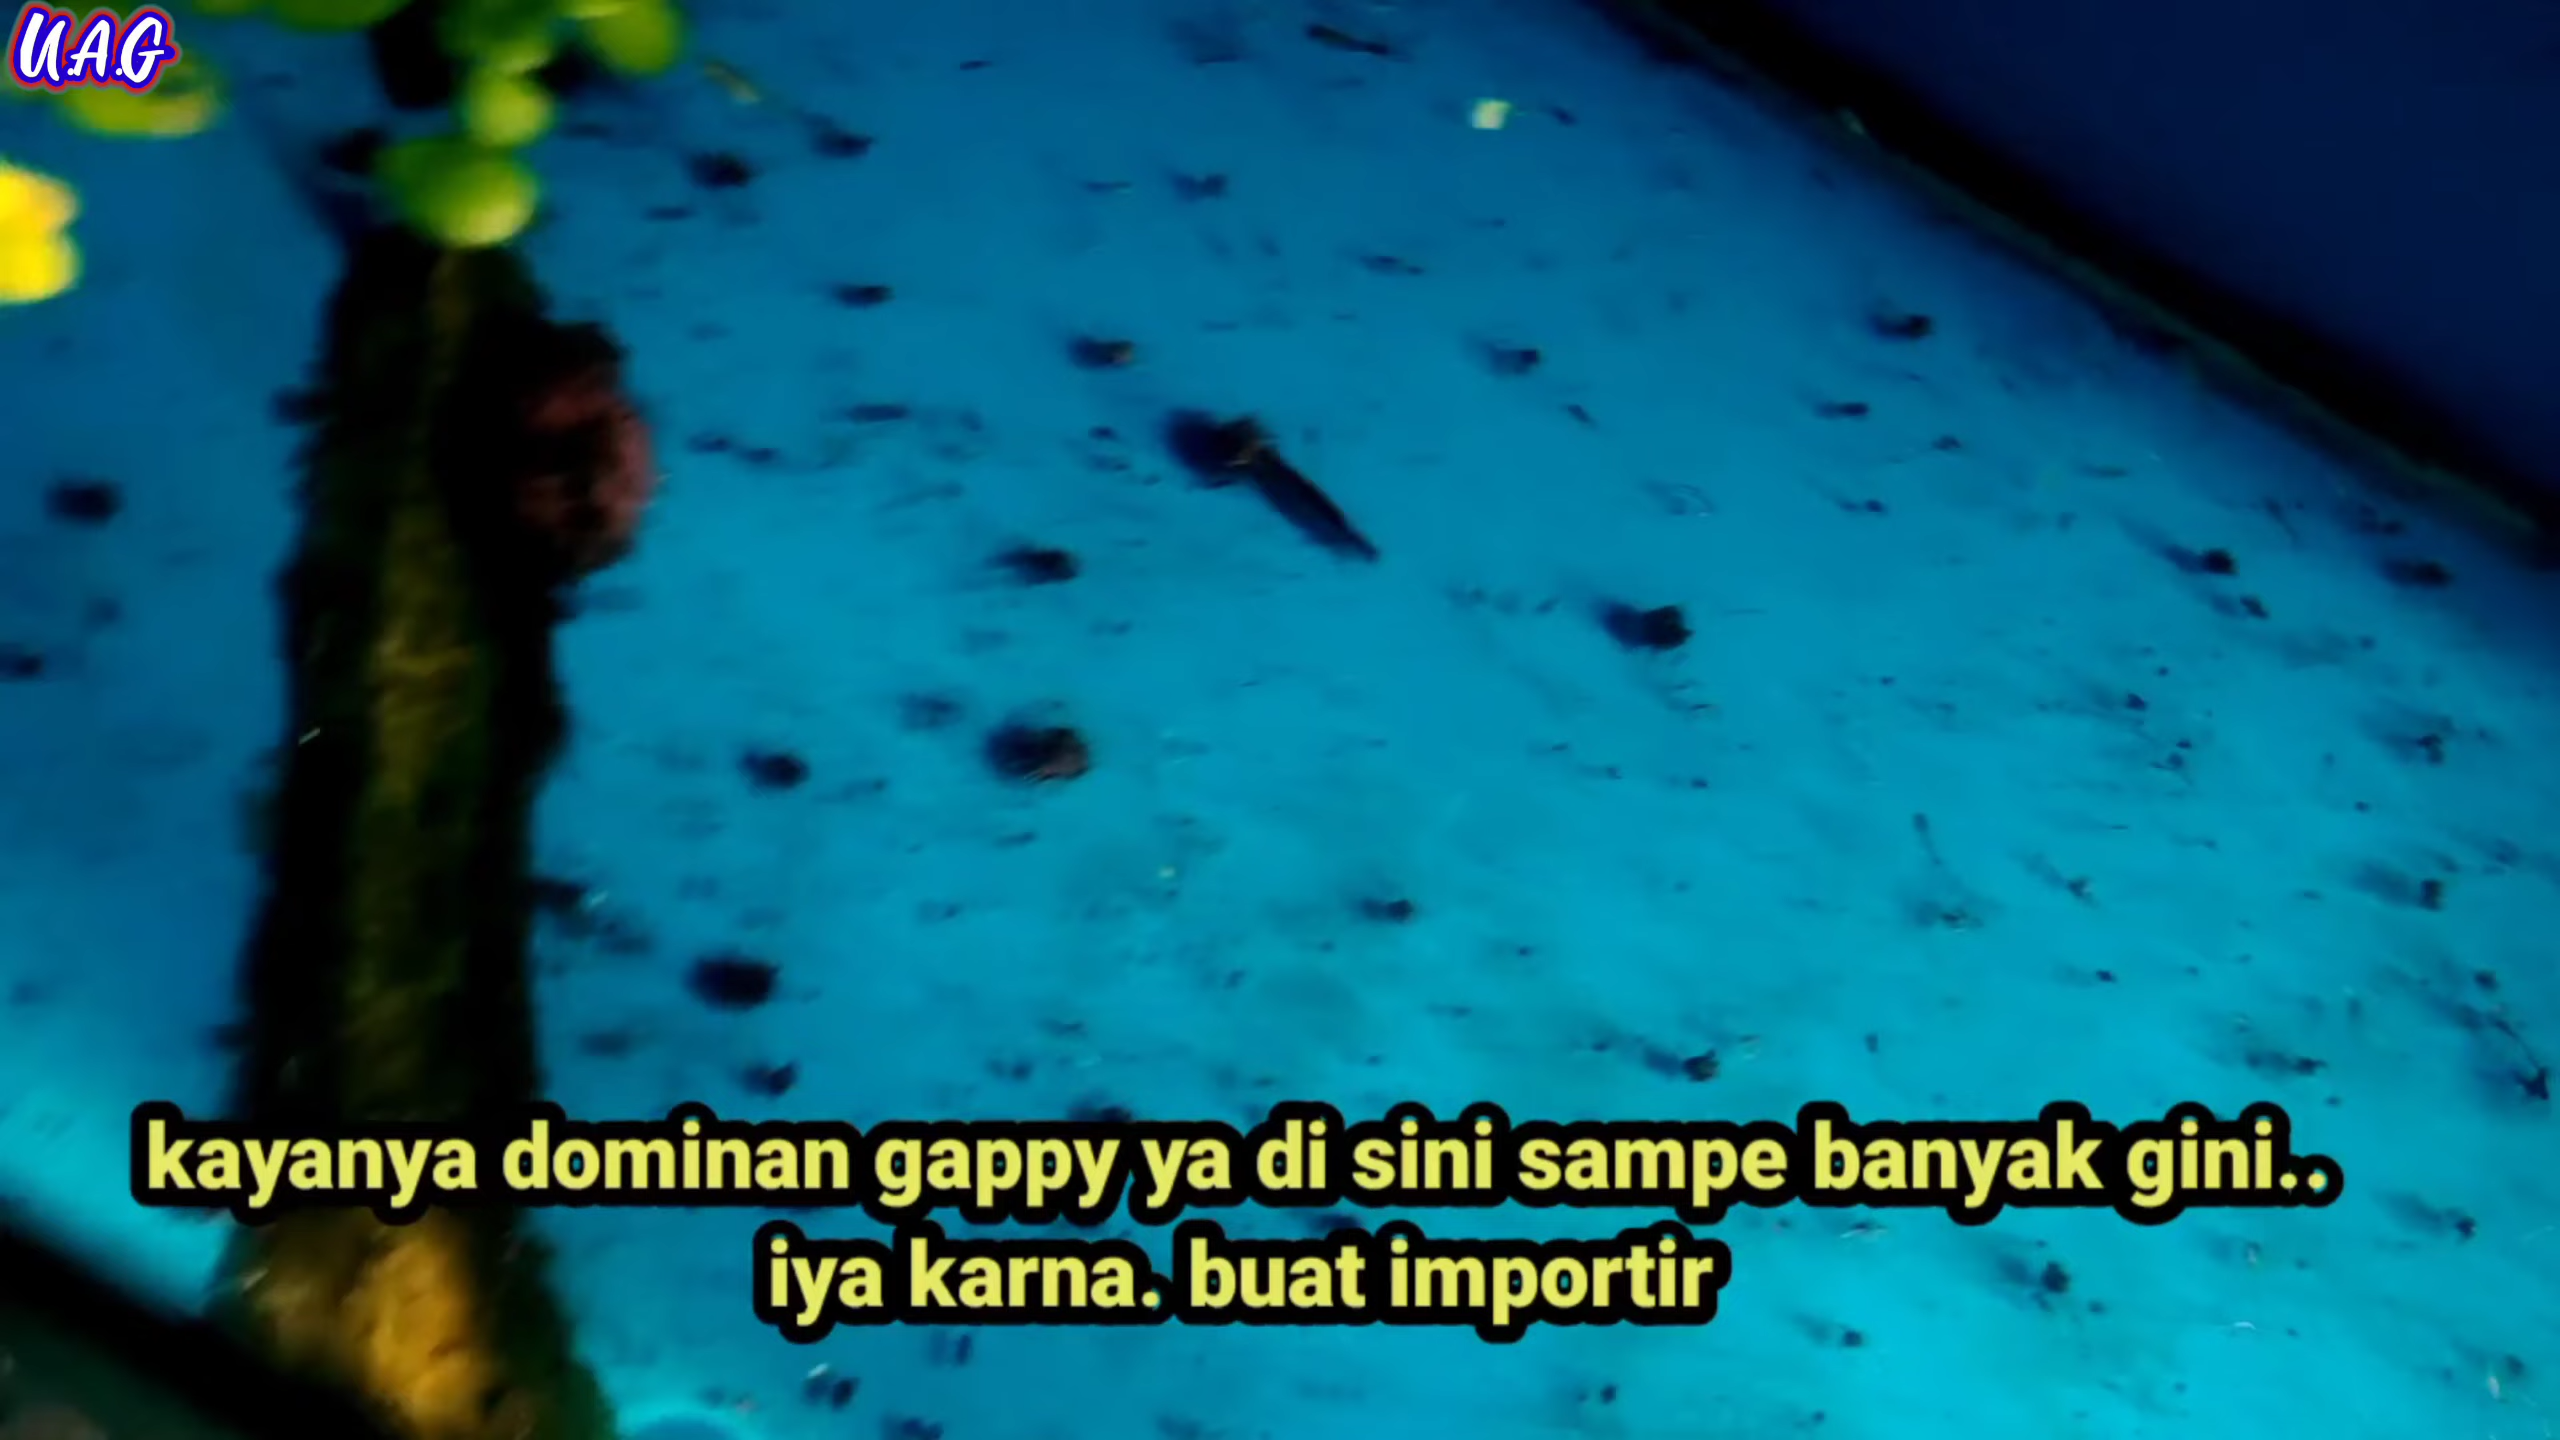 U.A.G
kayanya dominan gappy ya di sini sampe banyak gini..
iya karna. buat importir